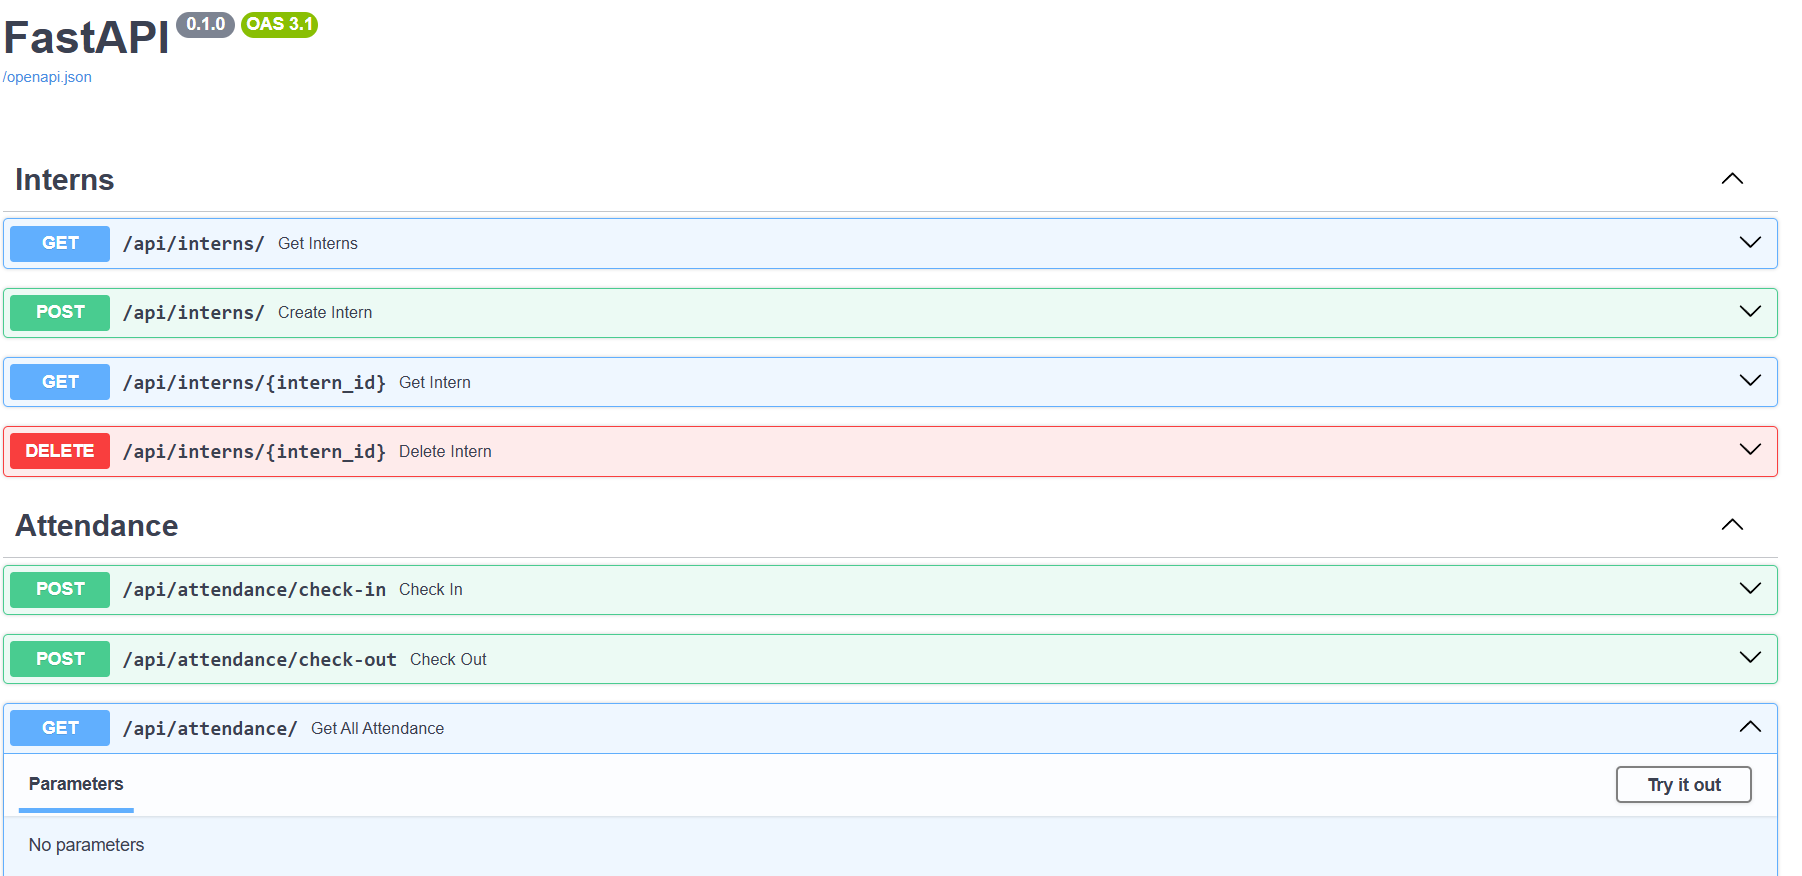 FastAPI 0.1.0 OAS 3.1
/openapi.json
Interns
GET /api/interns/ Get Interns
POST /api/interns/ Create Intern
GET /api/interns/{intern_id} Get Intern
DELETE /api/interns/{intern_id} Delete Intern
Attendance
POST /api/attendance/check-in Check In
POST /api/attendance/check-out Check Out
GET /api/attendance/ Get All Attendance
Parameters Try it out
No parameters